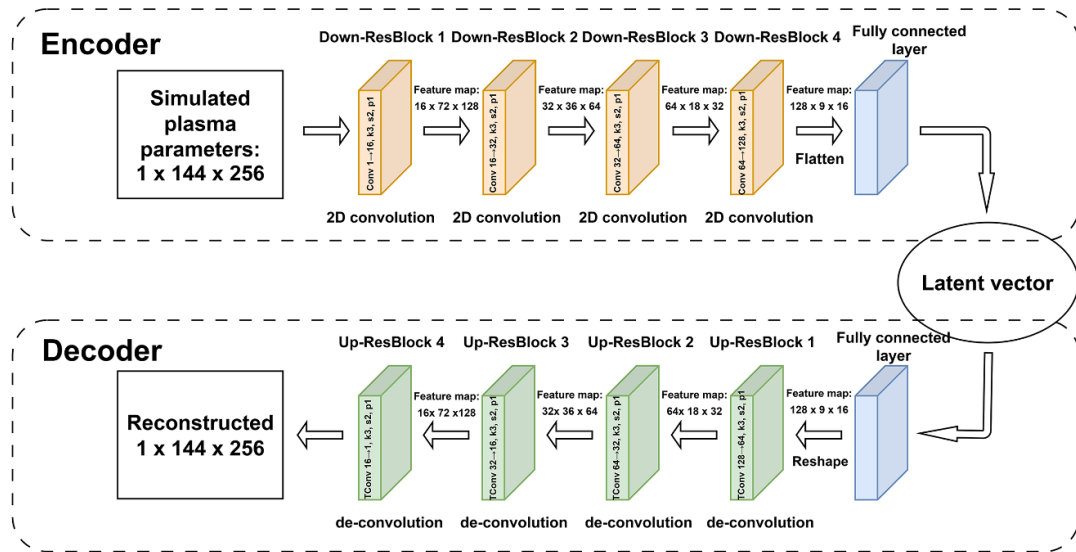 Encoder
Down-ResBlock 1
Down-ResBlock 2
Down-ResBlock 3
Down-ResBlock 4
Fully connected
layer
Simulated
plasma
parameters:
1 x 144 x 256
Conv 1→16, k3, s2, p1
Feature map:
16 x 72 x 128
Conv 16→32, k3, s2, p1
Feature map:
32 x 36 x 64
Conv 32→64, k3, s2, p1
Feature map:
64 x 18 x 32
Conv 64→128, k3, s2, p1
Feature map:
128 x 9 x 16
Flatten
2D convolution
2D convolution
2D convolution
2D convolution
Latent vector
Decoder
Up-ResBlock 4
Up-ResBlock 3
Up-ResBlock 2
Up-ResBlock 1
Fully connected
layer
Reconstructed
1 x 144 x 256
TConv 16→1, k3, s2, p1
Feature map:
16x 72 x128
TConv 32→16, k3, s2, p1
Feature map:
32x 36 x 64
TConv 64→32, k3, s2, p1
Feature map:
64x 18 x 32
TConv 128→64, k3, s2, p1
Feature map:
128 x 9 x 16
Reshape
de-convolution
de-convolution
de-convolution
de-convolution